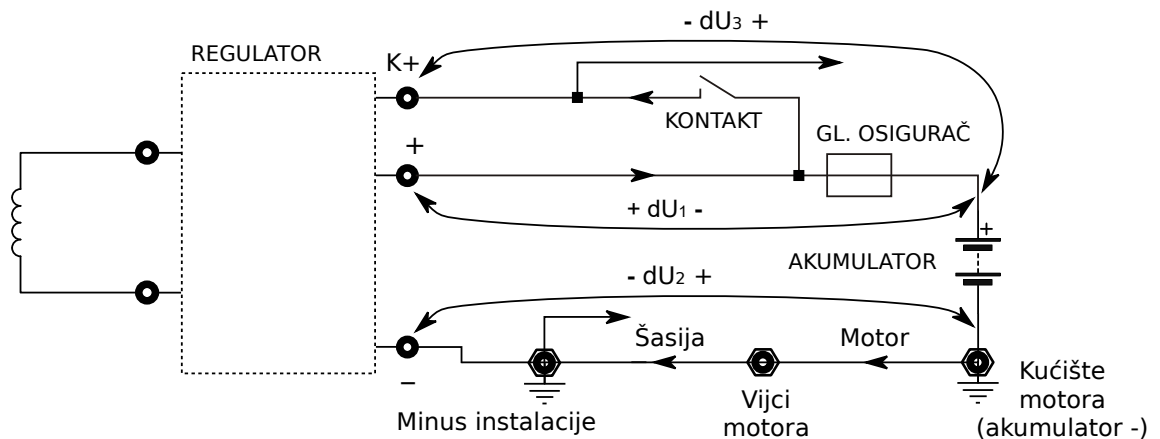 - dU3 +
REGULATOR
K+
KONTAKT
GL. OSIGURAČ
+
+ dU1 -
+
AKUMULATOR
- dU2 +
Šasija
Motor
–
Minus instalacije
Vijci
motora
Kućište
motora
(akumulator -)